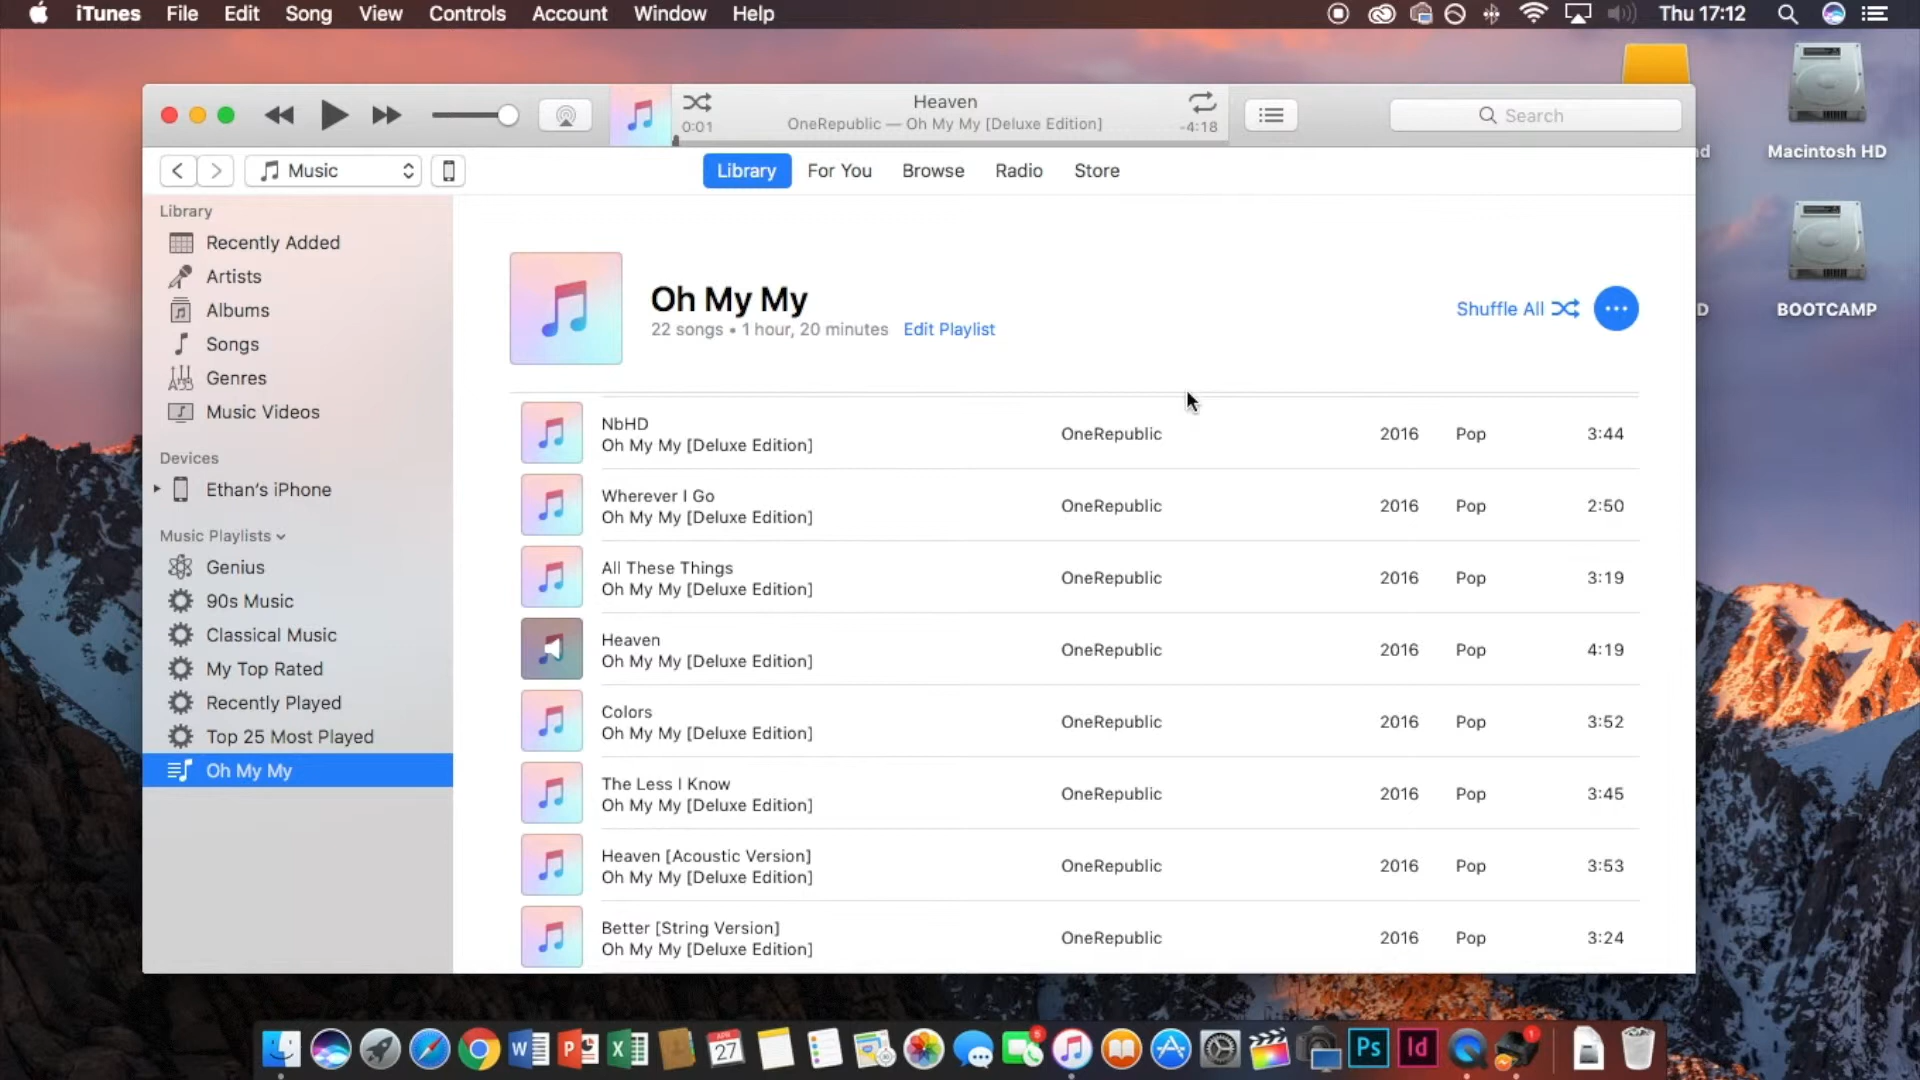 iTunes File Edit Song View Controls Account Window Help Thu 17:12
Heaven
0:01 OneRepublic — Oh My My [Deluxe Edition] -4:18
Search
Music Library For You Browse Radio Store
Library
Recently Added
Artists
Albums
Songs
Genres
Music Videos
Devices
Ethan's iPhone
Music Playlists
Genius
90s Music
Classical Music
My Top Rated
Recently Played
Top 25 Most Played
Oh My My
Oh My My
22 songs • 1 hour, 20 minutes Edit Playlist
Shuffle All
NbHD
Oh My My [Deluxe Edition] OneRepublic 2016 Pop 3:44
Wherever I Go
Oh My My [Deluxe Edition] OneRepublic 2016 Pop 2:50
All These Things
Oh My My [Deluxe Edition] OneRepublic 2016 Pop 3:19
Heaven
Oh My My [Deluxe Edition] OneRepublic 2016 Pop 4:19
Colors
Oh My My [Deluxe Edition] OneRepublic 2016 Pop 3:52
The Less I Know
Oh My My [Deluxe Edition] OneRepublic 2016 Pop 3:45
Heaven [Acoustic Version]
Oh My My [Deluxe Edition] OneRepublic 2016 Pop 3:53
Better [String Version]
Oh My My [Deluxe Edition] OneRepublic 2016 Pop 3:24
Macintosh HD
BOOTCAMP
W P X APR 27 Ps Id 1